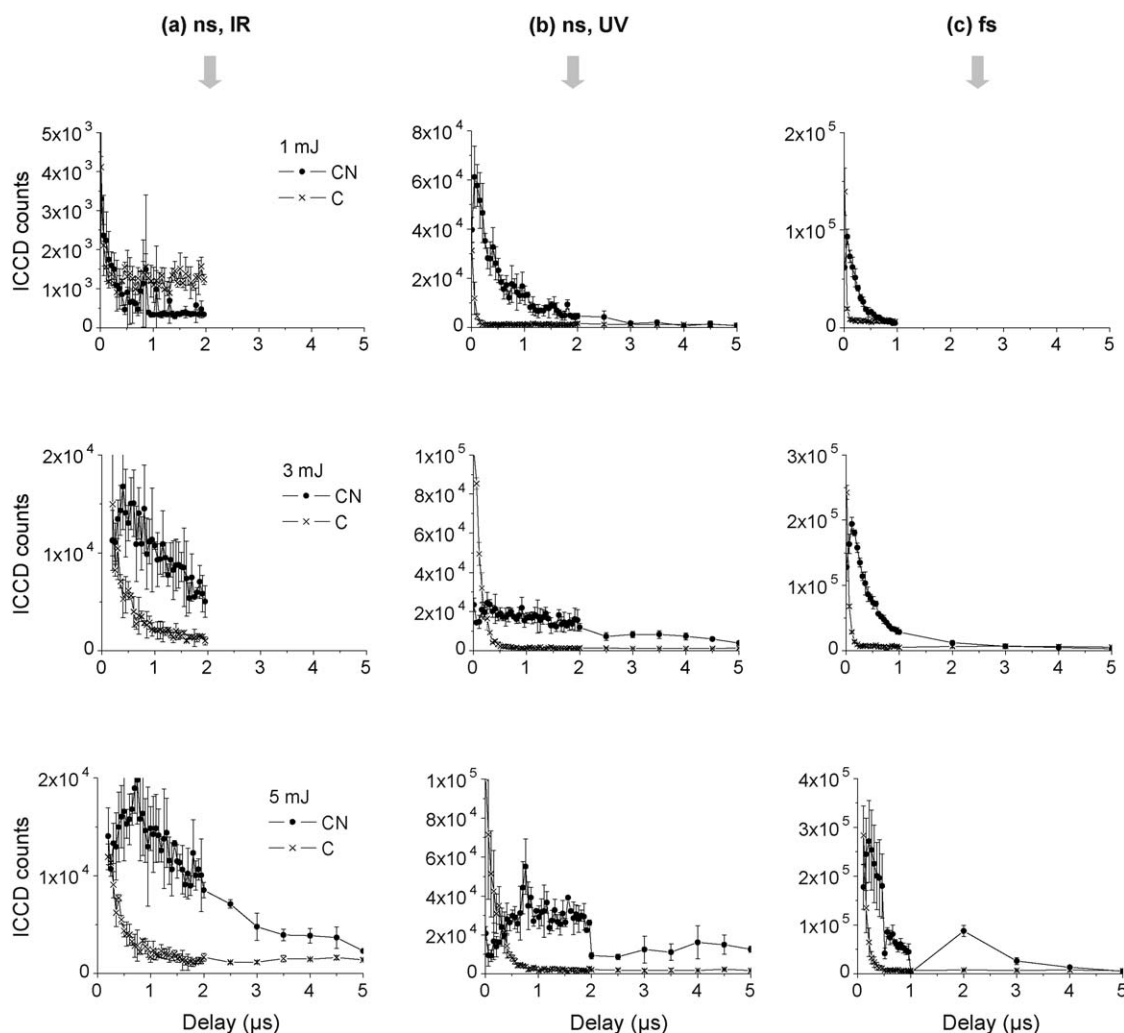 (a) ns, IR (b) ns, UV (c) fs
ICCD counts
5x10³
4x10³
3x10³
2x10³
1x10³
0
0 1 2 3 4 5
1 mJ
CN
C
8x10⁴
6x10⁴
4x10⁴
2x10⁴
0
0 1 2 3 4 5
2x10⁵
1x10⁵
0
0 1 2 3 4 5
ICCD counts
2x10⁴
1x10⁴
0
0 1 2 3 4 5
3 mJ
CN
C
1x10⁵
8x10⁴
6x10⁴
4x10⁴
2x10⁴
0
0 1 2 3 4 5
3x10⁵
2x10⁵
1x10⁵
0
0 1 2 3 4 5
ICCD counts
2x10⁴
1x10⁴
0
0 1 2 3 4 5
Delay (µs)
5 mJ
CN
C
1x10⁵
8x10⁴
6x10⁴
4x10⁴
2x10⁴
0
0 1 2 3 4 5
Delay (µs)
4x10⁵
3x10⁵
2x10⁵
1x10⁵
0
0 1 2 3 4 5
Delay (µs)